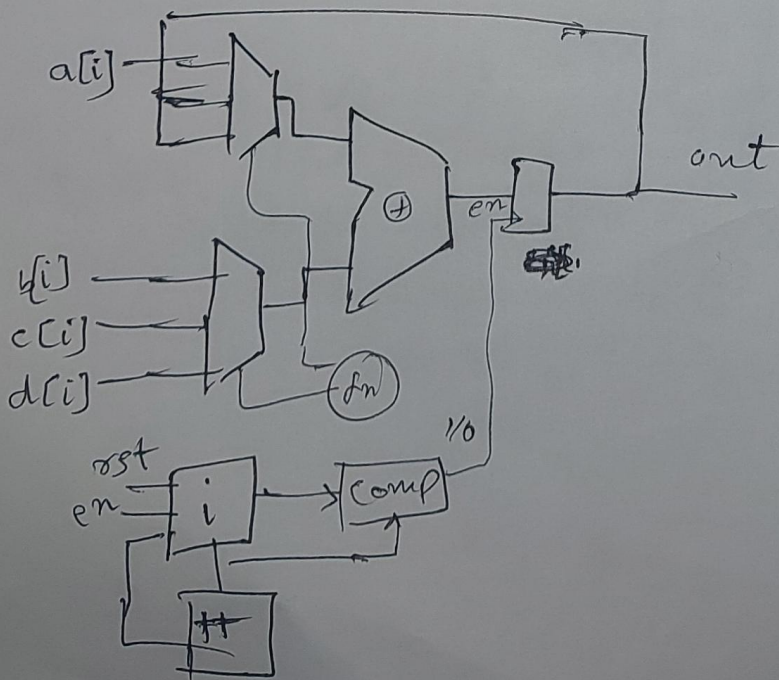 a[i]
out
+
en
b[i]
c[i]
d[i]
fn
1/0
rst
en
i
comp
++